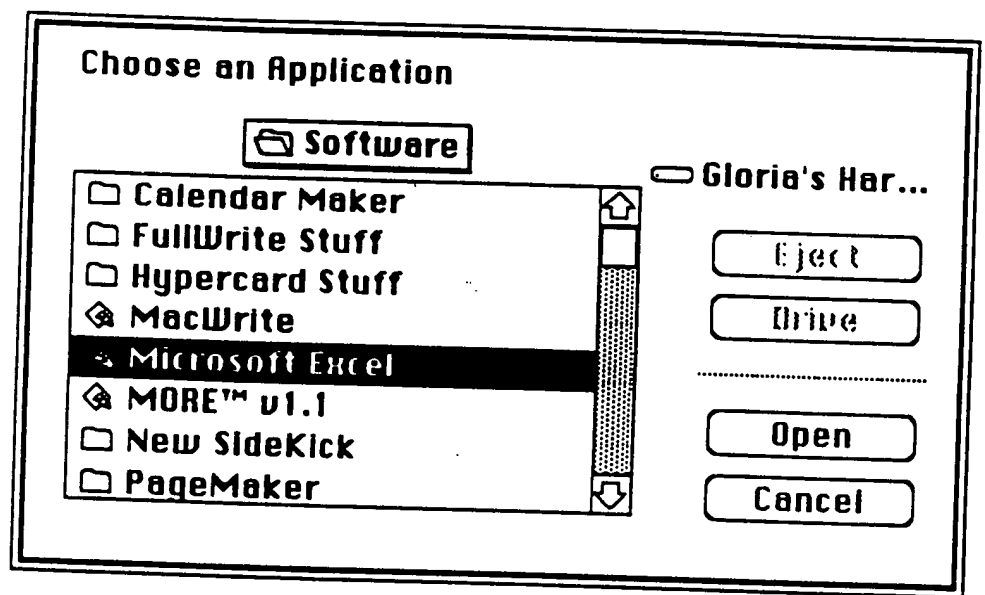 Choose an Application
Software
Calendar Maker
FullWrite Stuff
Hypercard Stuff
MacWrite
Microsoft Excel
MORE™ v1.1
New SideKick
PageMaker
Gloria's Har...
Eject
Drive
Open
Cancel